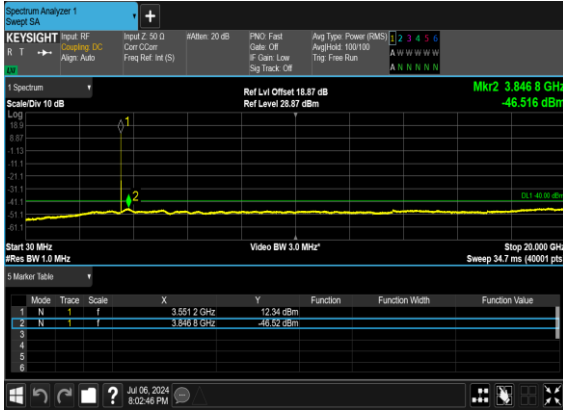 Spectrum Analyzer 1
Swept SA
+
KEYSIGHT Input: RF Input Z: 50 Ω #Atten: 20 dB PNO: Fast Avg Type: Power (RMS) 1 2 3 4 5 6
R T Coupling: DC Corr CCorr Gate: Off Avg|Hold: 100/100 A W W W W W
Align: Auto Freq Ref: Int (S) IF Gain: Low Trig: Free Run
Sig Track: Off A N N N N N
1 Spectrum Ref Lvl Offset 18.87 dB Mkr2 3.846 8 GHz
Scale/Div 10 dB Ref Level 28.87 dBm -46.516 dBm
Log
18.9
8.87
-1.13
-11.1
-21.1
-31.1
-41.1
-51.1
-61.1
1
2
DL1 -40.00 dBm
Start 30 MHz Video BW 3.0 MHz* Stop 20.000 GHz
#Res BW 1.0 MHz Sweep 34.7 ms (40001 pts)
5 Marker Table
Mode Trace Scale X Y Function Function Width Function Value
1 N 1 f 3.551 2 GHz 12.34 dBm
2 N 1 f 3.846 8 GHz -46.52 dBm
3
4
5
6
? Jul 06, 2024
8:02:46 PM